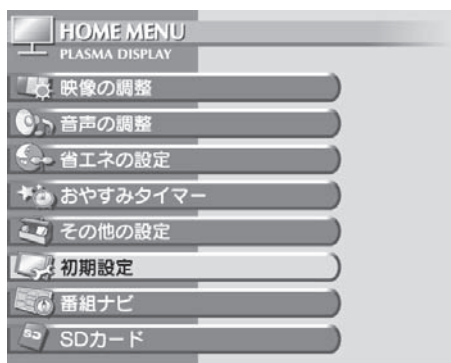 HOME MENU
PLASMA DISPLAY
映像の調整
音声の調整
省エネの設定
おやすみタイマー
その他の設定
初期設定
番組ナビ
SDカード